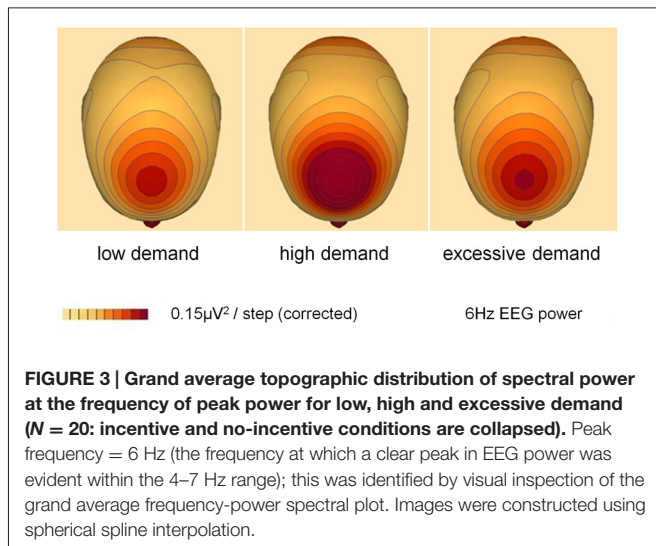 low demand
high demand
excessive demand
0.15µV² / step (corrected)
6Hz EEG power
FIGURE 3 | Grand average topographic distribution of spectral power
at the frequency of peak power for low, high and excessive demand
(N = 20: incentive and no-incentive conditions are collapsed). Peak
frequency = 6 Hz (the frequency at which a clear peak in EEG power was
evident within the 4–7 Hz range); this was identified by visual inspection of the
grand average frequency-power spectral plot. Images were constructed using
spherical spline interpolation.